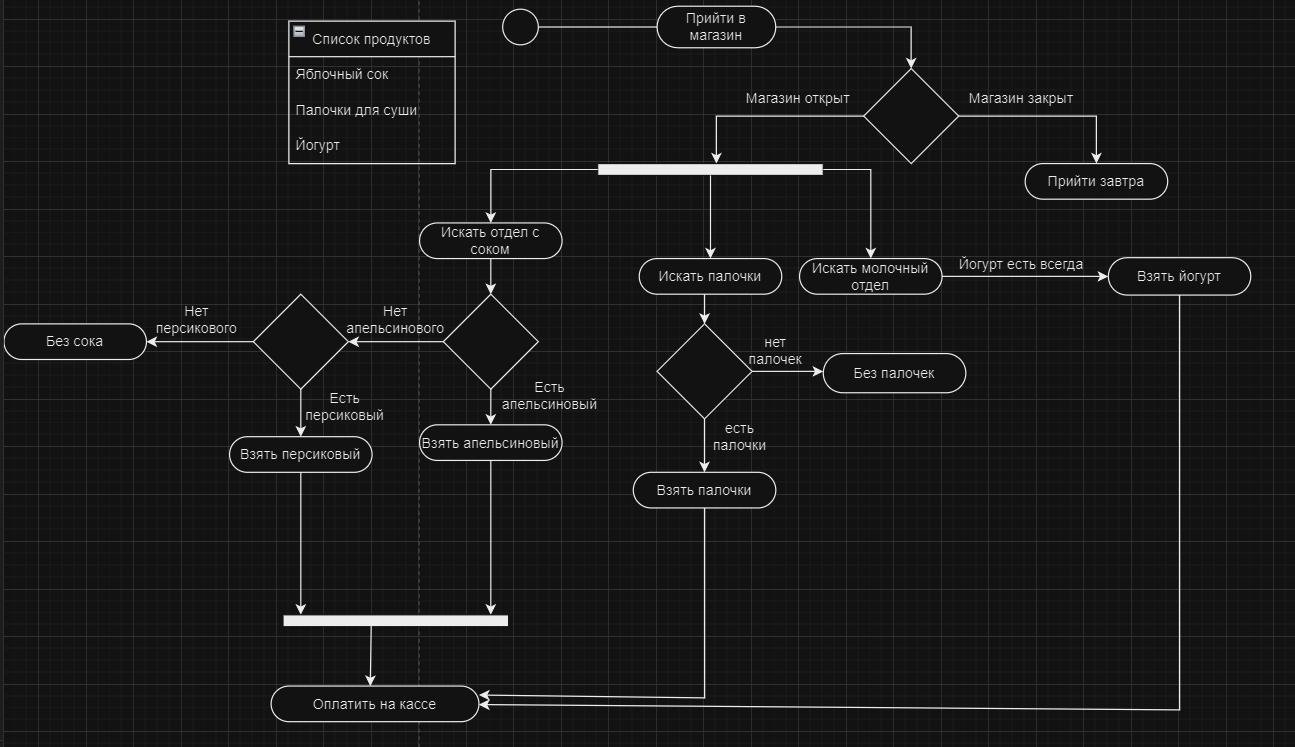 Прийти в
магазин
Список продуктов
Яблочный сок
Палочки для суши
Йогурт
Магазин открыт
Магазин закрыт
Прийти завтра
Искать отдел с
соком
Искать палочки
Искать молочный
отдел
Йогурт есть всегда
Взять йогурт
Без сока
Нет
персикового
Нет
апельсинового
нет
палочек
Без палочек
Есть
персиковый
Есть
апельсиновый
есть
палочки
Взять персиковый
Взять апельсиновый
Взять палочки
Оплатить на кассе